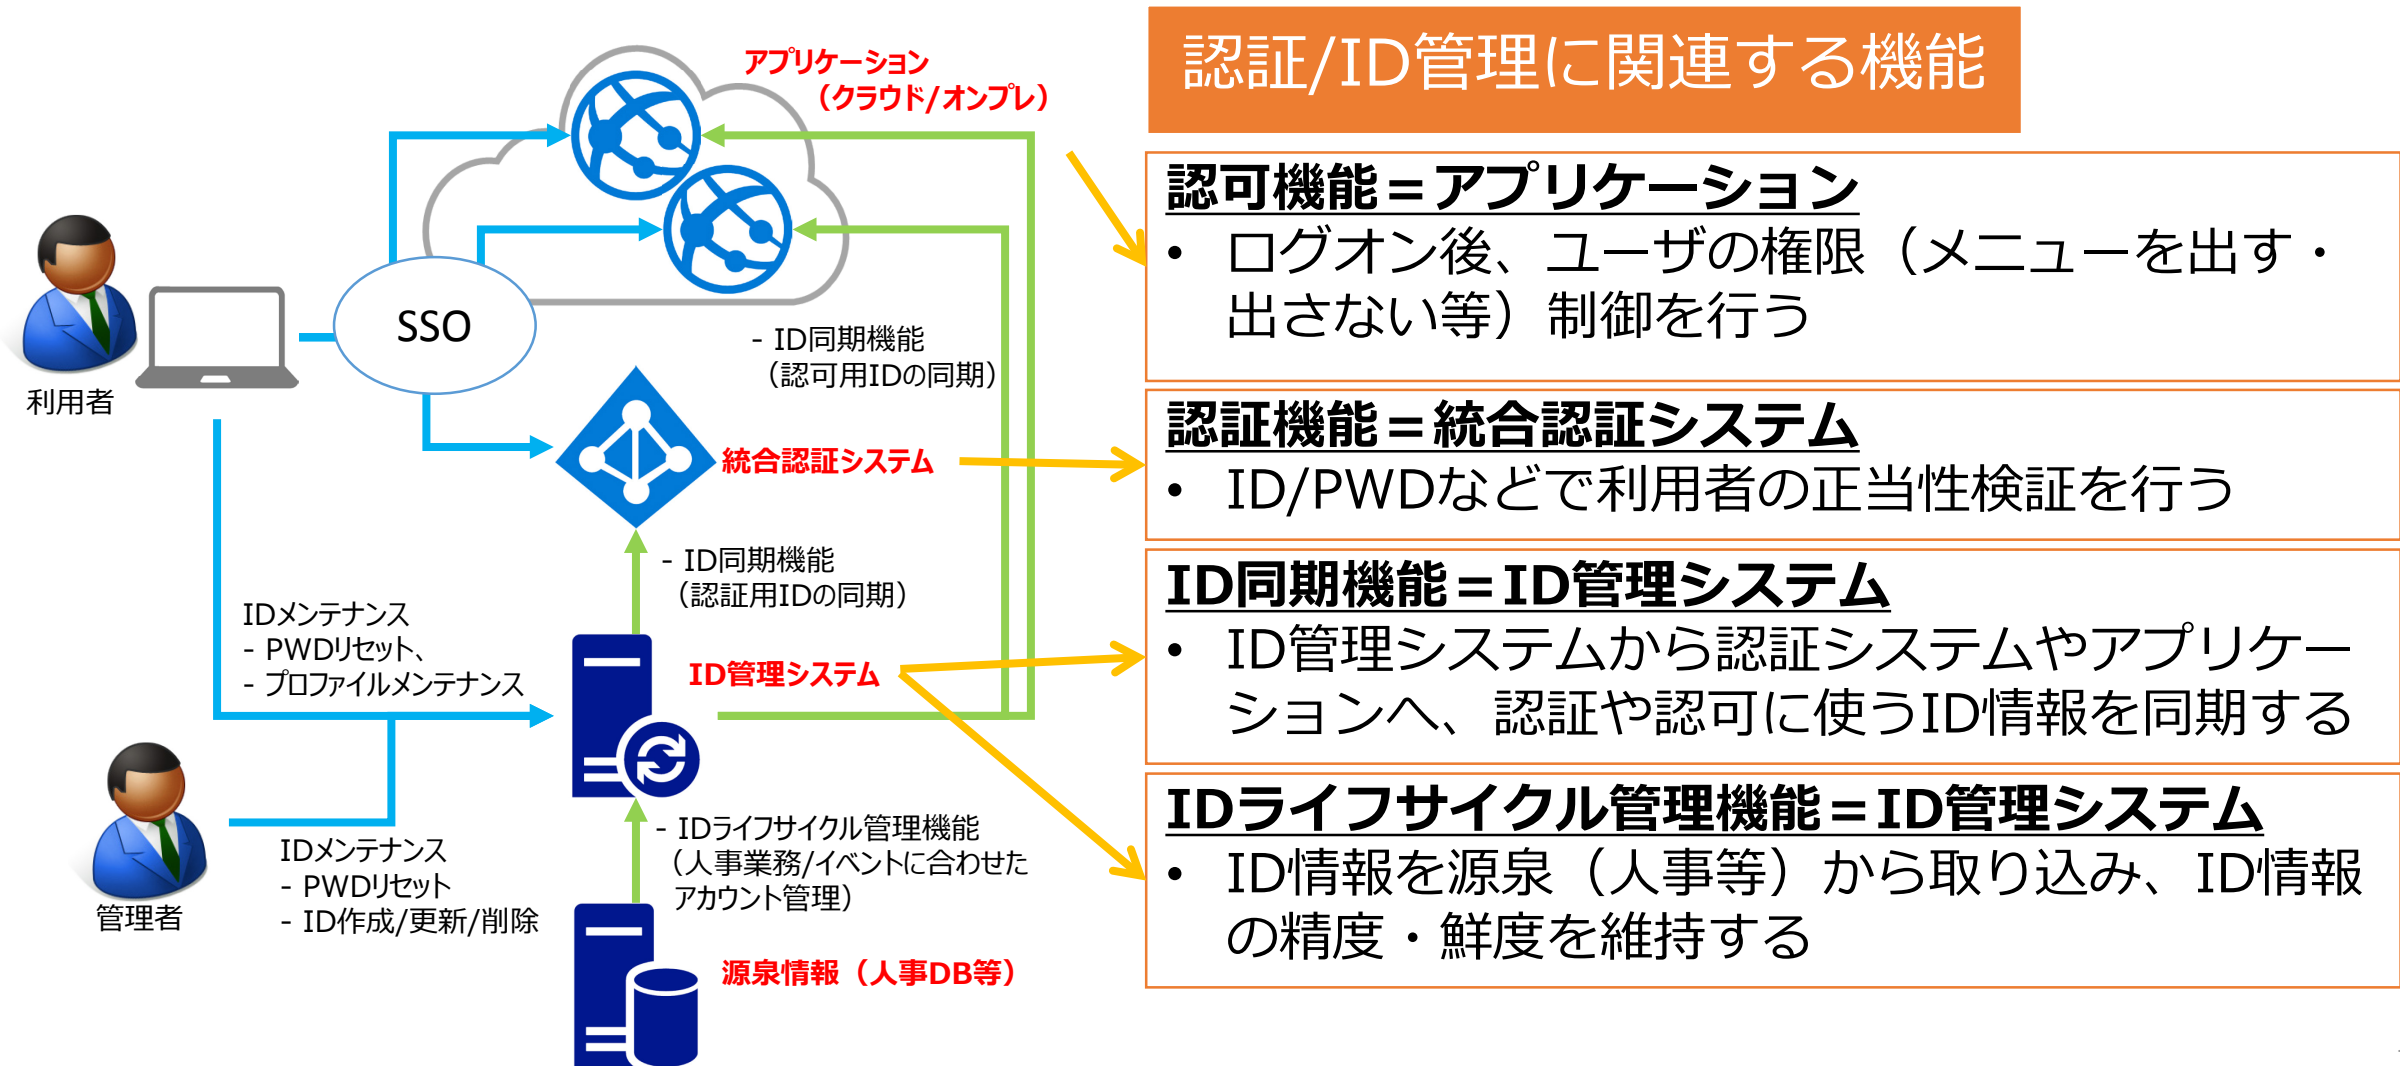 アプリケーション
（クラウド/オンプレ）
SSO
利用者
- ID同期機能
（認可用IDの同期）
統合認証システム
- ID同期機能
（認証用IDの同期）
IDメンテナンス
- PWDリセット、
- プロファイルメンテナンス
ID管理システム
管理者
IDメンテナンス
- PWDリセット
- ID作成/更新/削除
- IDライフサイクル管理機能
（人事業務/イベントに合わせた
アカウント管理）
源泉情報（人事DB等）
認証/ID管理に関連する機能
認可機能＝アプリケーション
• ログオン後、ユーザの権限（メニューを出す・
出さない等）制御を行う
認証機能＝統合認証システム
• ID/PWDなどで利用者の正当性検証を行う
ID同期機能＝ID管理システム
• ID管理システムから認証システムやアプリケー
ションへ、認証や認可に使うID情報を同期する
IDライフサイクル管理機能＝ID管理システム
• ID情報を源泉（人事等）から取り込み、ID情報
の精度・鮮度を維持する